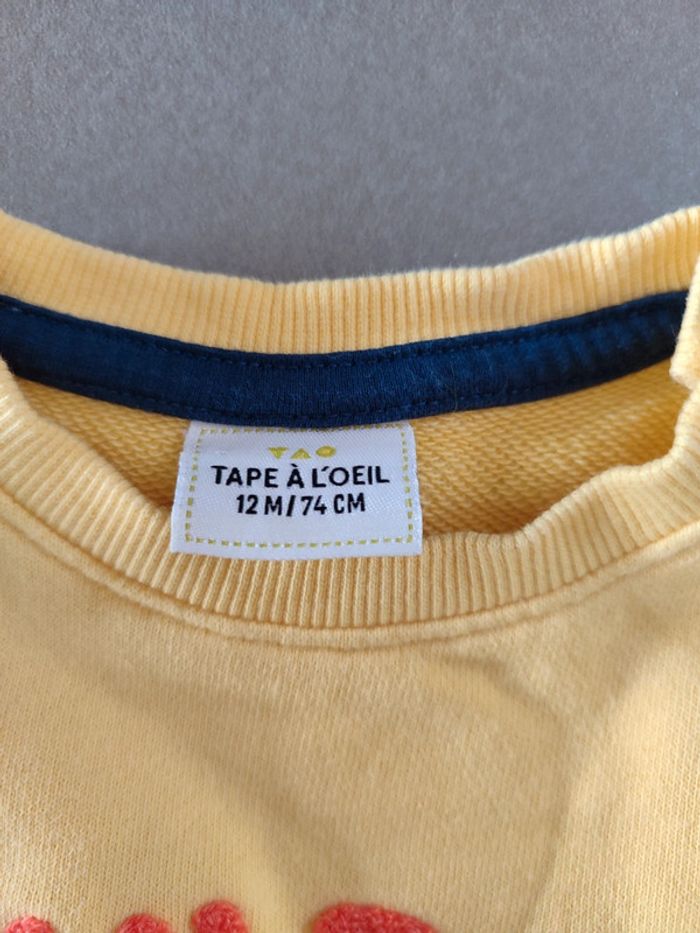 TAO
TAPE À L'OEIL
12 M/74 CM